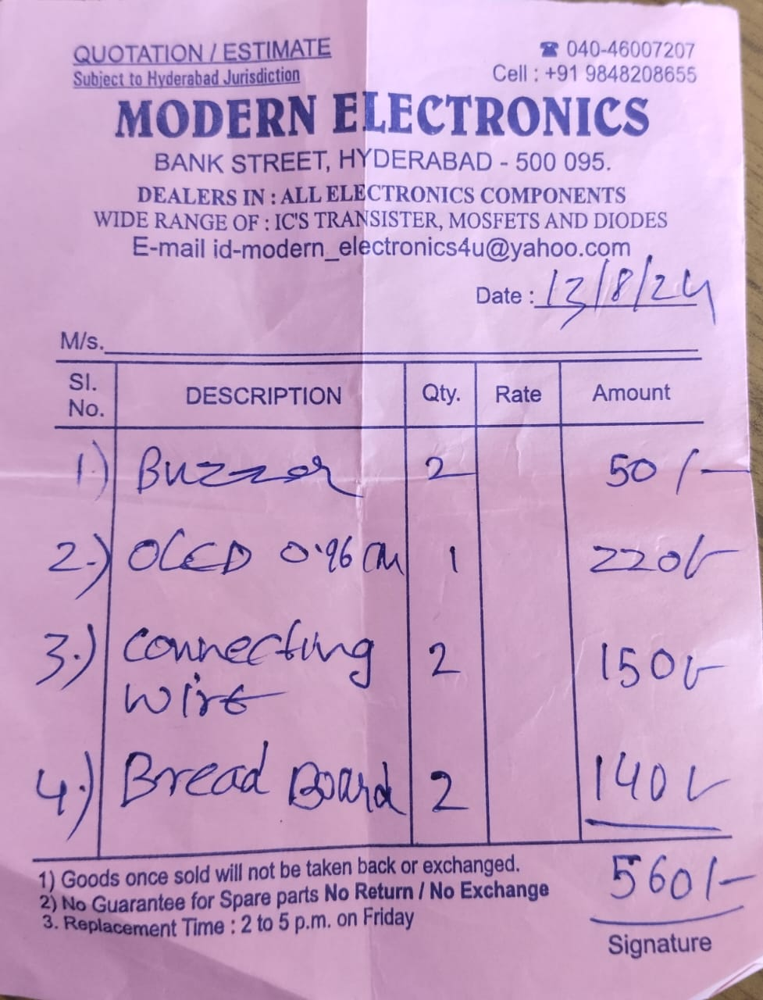 QUOTATION / ESTIMATE
Subject to Hyderabad Jurisdiction
☎ 040-46007207
Cell : +91 9848208655
MODERN ELECTRONICS
BANK STREET, HYDERABAD - 500 095.
DEALERS IN : ALL ELECTRONICS COMPONENTS
WIDE RANGE OF : IC'S TRANSISTER, MOSFETS AND DIODES
E-mail id-modern_electronics4u@yahoo.com
Date : 13/8/24
M/s.
Sl. No. DESCRIPTION Qty. Rate Amount
1.) Buzzer 2 50/-
2.) OLED 0.96 1 220/-
3.) Connecting 2 150/-
wire
4.) Bread Board 2 140/-
560/-
1) Goods once sold will not be taken back or exchanged.
2) No Guarantee for Spare parts No Return / No Exchange
3. Replacement Time : 2 to 5 p.m. on Friday
Signature